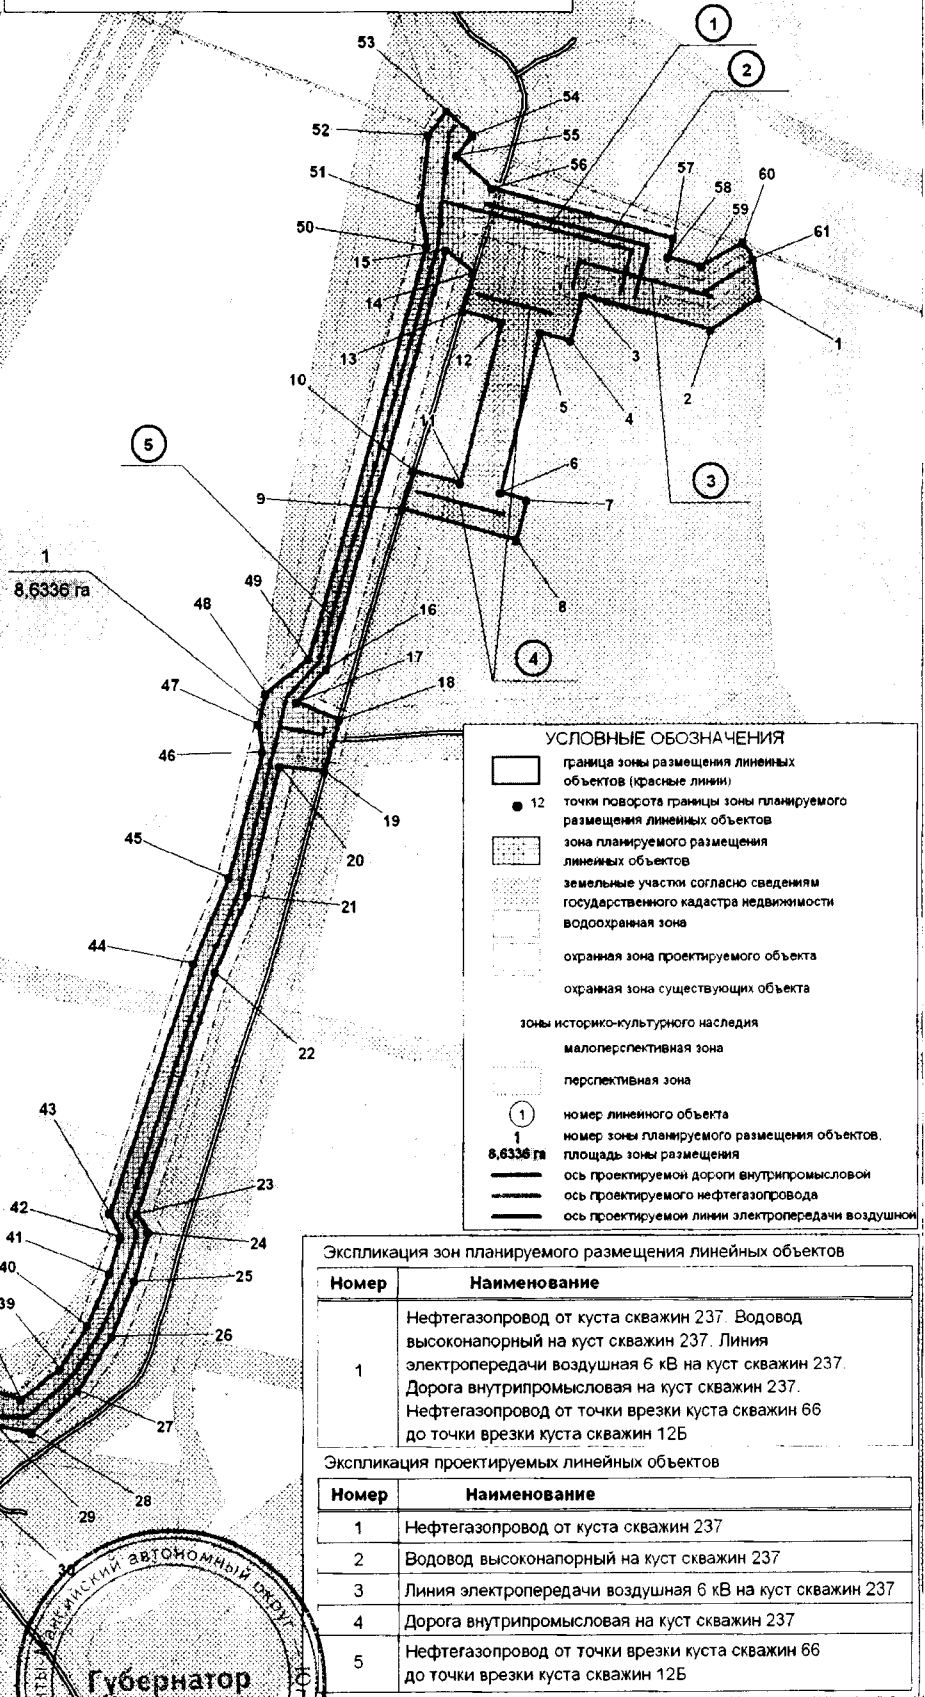 1
53
2
54
52
55
51
56
57
60
58
59
50
61
15
14
13
3
1
12
2
10
5
4
11
5
6
3
9
7
1
8,6336 га
8
49
48
16
4
17
47
18
46
19
45
20
21
44
22
43
23
42
24
41
25
40
26
39
27
28
29
30
УСЛОВНЫЕ ОБОЗНАЧЕНИЯ
граница зоны размещения линейных
объектов (красные линии)
12 точки поворота границы зоны планируемого
размещения линейных объектов
зона планируемого размещения
линейных объектов
земельные участки согласно сведениям
государственного кадастра недвижимости
водоохранная зона
охранная зона проектируемого объекта
охранная зона существующих объекта
зоны историко-культурного наследия
малоперспективная зона
перспективная зона
1 номер линейного объекта
1 номер зоны планируемого размещения объектов,
8,6336 га площадь зоны размещения
ось проектируемой дороги внутрипромысловой
ось проектируемого нефтегазопровода
ось проектируемой линии электропередачи воздушной
Экспликация зон планируемого размещения линейных объектов
Номер Наименование
1 Нефтегазопровод от куста скважин 237. Водовод
высоконапорный на куст скважин 237. Линия
электропередачи воздушная 6 кВ на куст скважин 237.
Дорога внутрипромысловая на куст скважин 237.
Нефтегазопровод от точки врезки куста скважин 66
до точки врезки куста скважин 12Б
Экспликация проектируемых линейных объектов
Номер Наименование
1 Нефтегазопровод от куста скважин 237
2 Водовод высоконапорный на куст скважин 237
3 Линия электропередачи воздушная 6 кВ на куст скважин 237
4 Дорога внутрипромысловая на куст скважин 237
5 Нефтегазопровод от точки врезки куста скважин 66
до точки врезки куста скважин 12Б
автономный округ
Губернатор